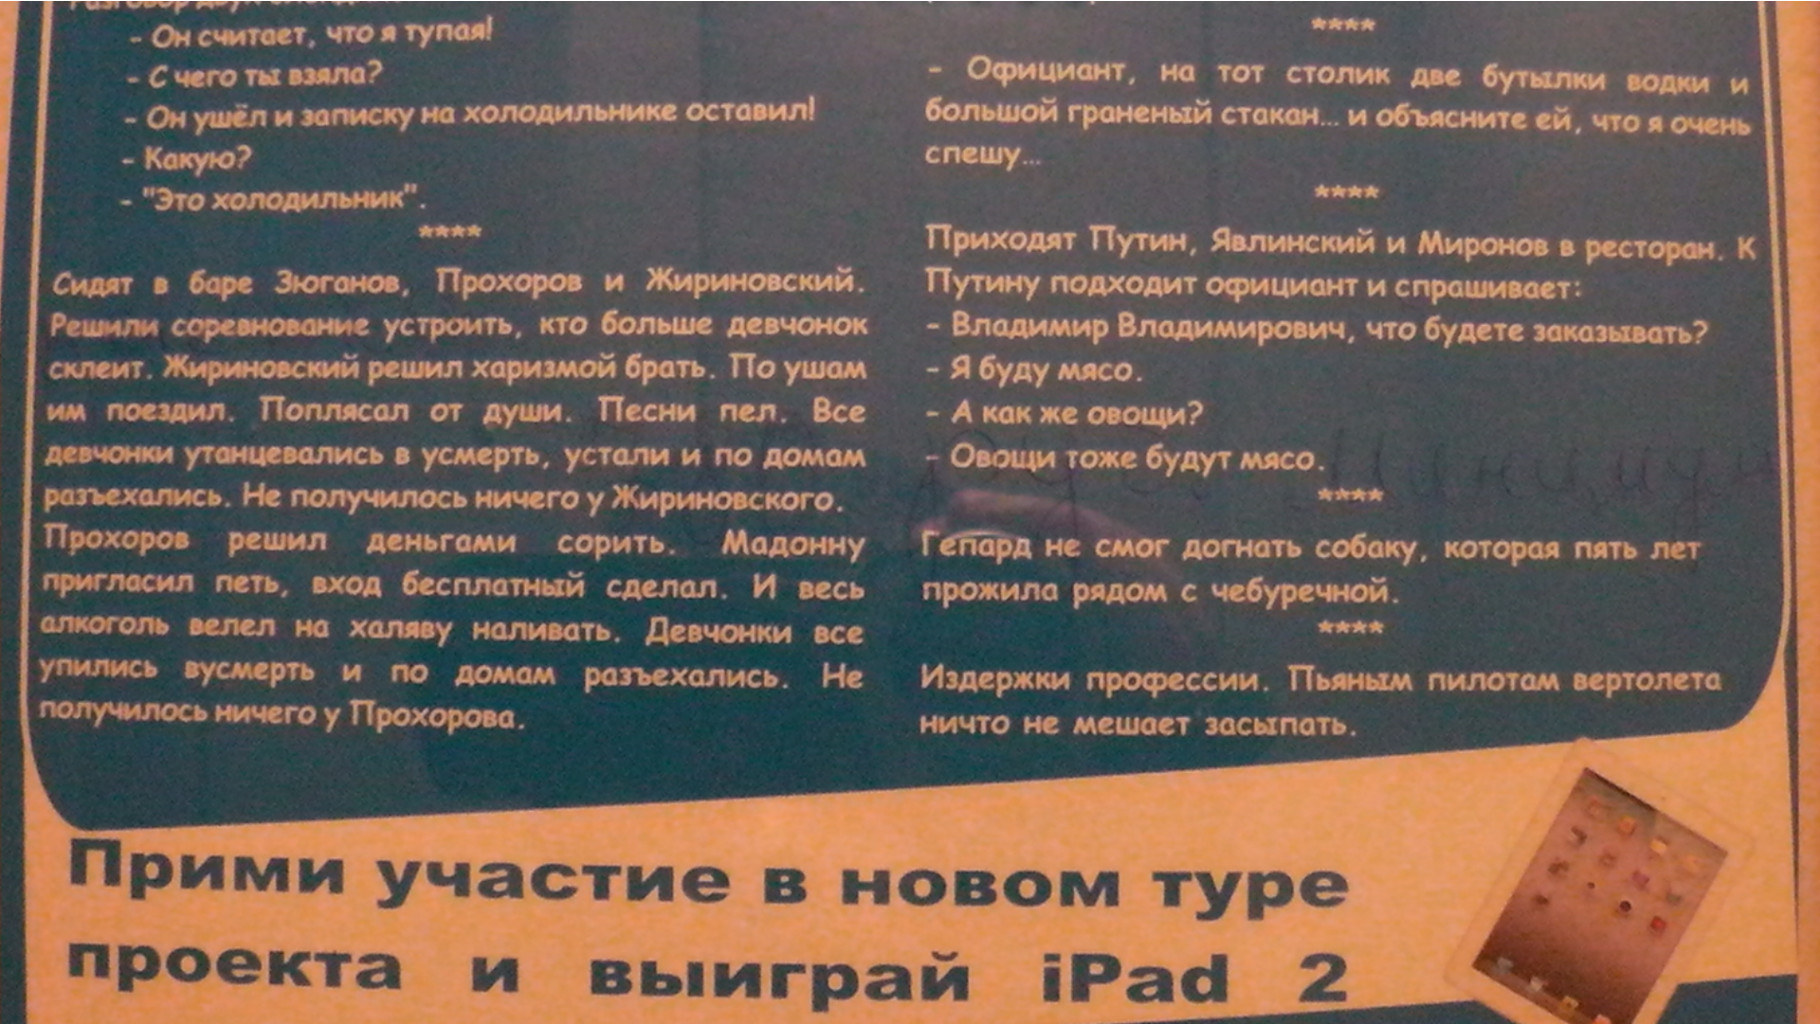 - Он считает, что я тупая!
- С чего ты взяла?
- Он ушёл и записку на холодильнике оставил!
- Какую?
- "Это холодильник".
****
Сидят в баре Зюганов, Прохоров и Жириновский.
Решили соревнование устроить, кто больше девчонок
склеит. Жириновский решил харизмой брать. По ушам
им поездил. Поплясал от души. Песни пел. Все
девчонки утанцевались в усмерть, устали и по домам
разъехались. Не получилось ничего у Жириновского.
Прохоров решил деньгами сорить. Мадонну
пригласил петь, вход бесплатный сделал. И весь
алкоголь велел на халяву наливать. Девчонки все
упились вусмерть и по домам разъехались. Не
получилось ничего у Прохорова.
****
- Официант, на тот столик две бутылки водки и
большой граненый стакан... и объясните ей, что я очень
спешу...
****
Приходят Путин, Явлинский и Миронов в ресторан. К
Путину подходит официант и спрашивает:
- Владимир Владимирович, что будете заказывать?
- Я буду мясо.
- А как же овощи?
- Овощи тоже будут мясо.
****
Гепард не смог догнать собаку, которая пять лет
прожила рядом с чебуречной.
****
Издержки профессии. Пьяным пилотам вертолета
ничто не мешает засыпать.
Прими участие в новом туре
проекта и выиграй iPad 2